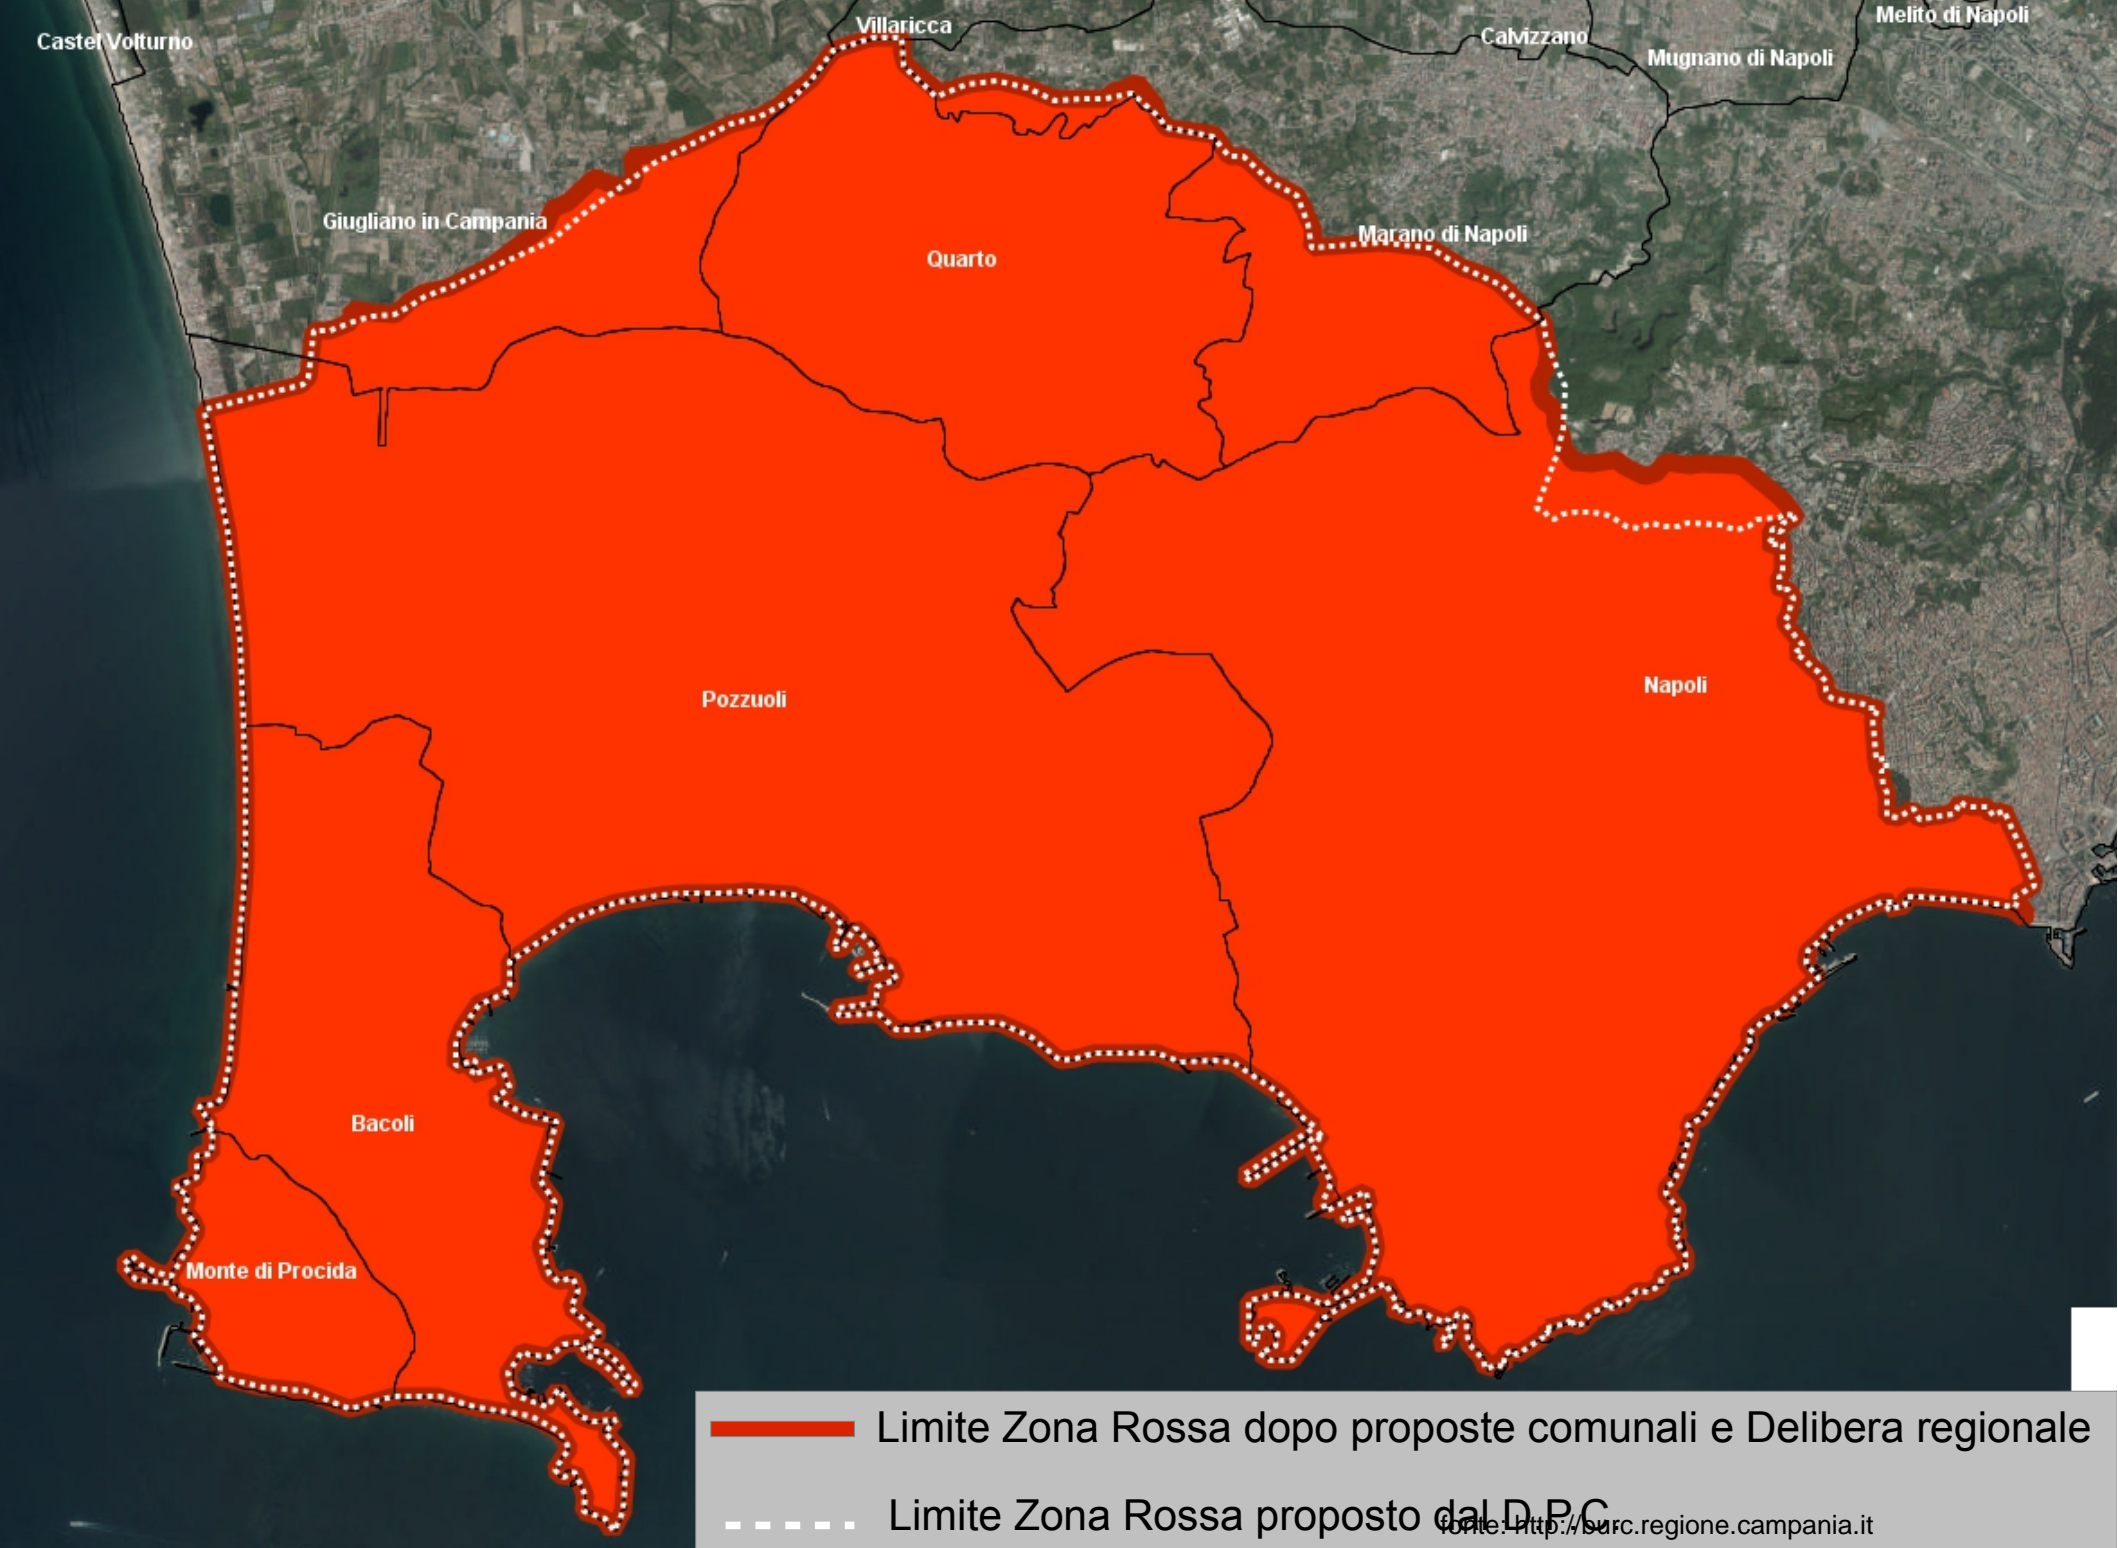 Melito di Napoli
Castel Volturno
Villaricca
Calvizzano
Mugnano di Napoli
Giugliano in Campania
Marano di Napoli
Quarto
Napoli
Pozzuoli
Bacoli
Monte di Procida
Limite Zona Rossa dopo proposte comunali e Delibera regionale
Limite Zona Rossa proposto dal D.P.C.
fonte: http://burc.regione.campania.it